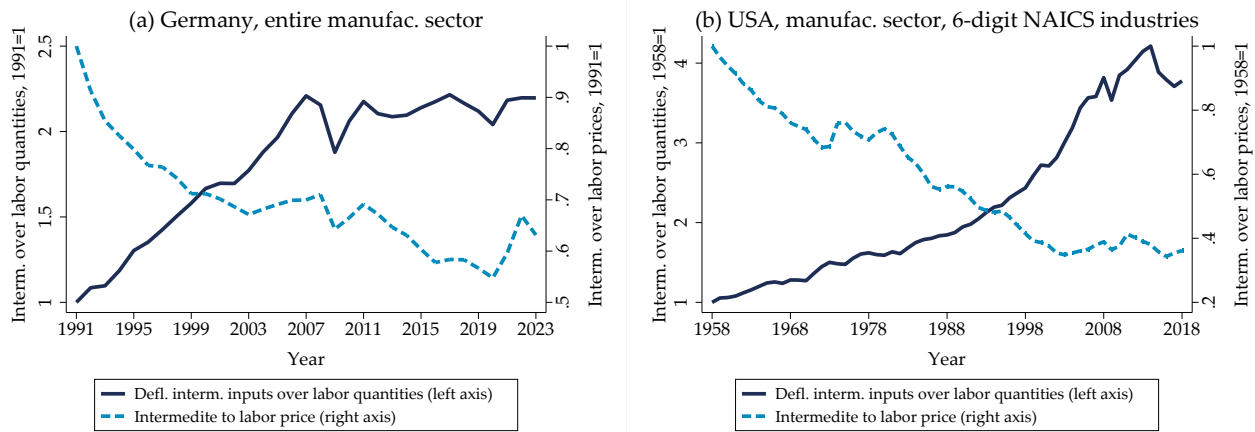 (a) Germany, entire manufac. sector
Interm. over labor quantities, 1991=1
2.5
2
1.5
1
1
.9
.8
.7
.6
.5
Interm. over labor prices, 1991=1
1991 1995 1999 2003 2007 2011 2015 2019 2023
Year
Defl. interm. inputs over labor quantities (left axis)
Intermedite to labor price (right axis)
(b) USA, manufac. sector, 6-digit NAICS industries
Interm. over labor quantities, 1958=1
4
3
2
1
1
.8
.6
.4
.2
Interm. over labor prices, 1958=1
1958 1968 1978 1988 1998 2008 2018
Year
Defl. interm. inputs over labor quantities (left axis)
Intermedite to labor price (right axis)